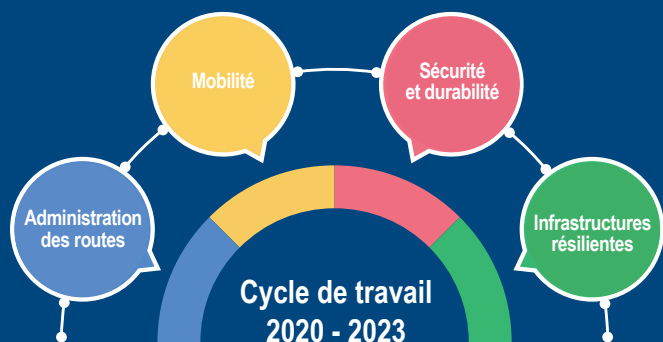 Mobilité
Sécurité
et durabilité
Administration
des routes
Infrastructures
résilientes
Cycle de travail
2020 - 2023